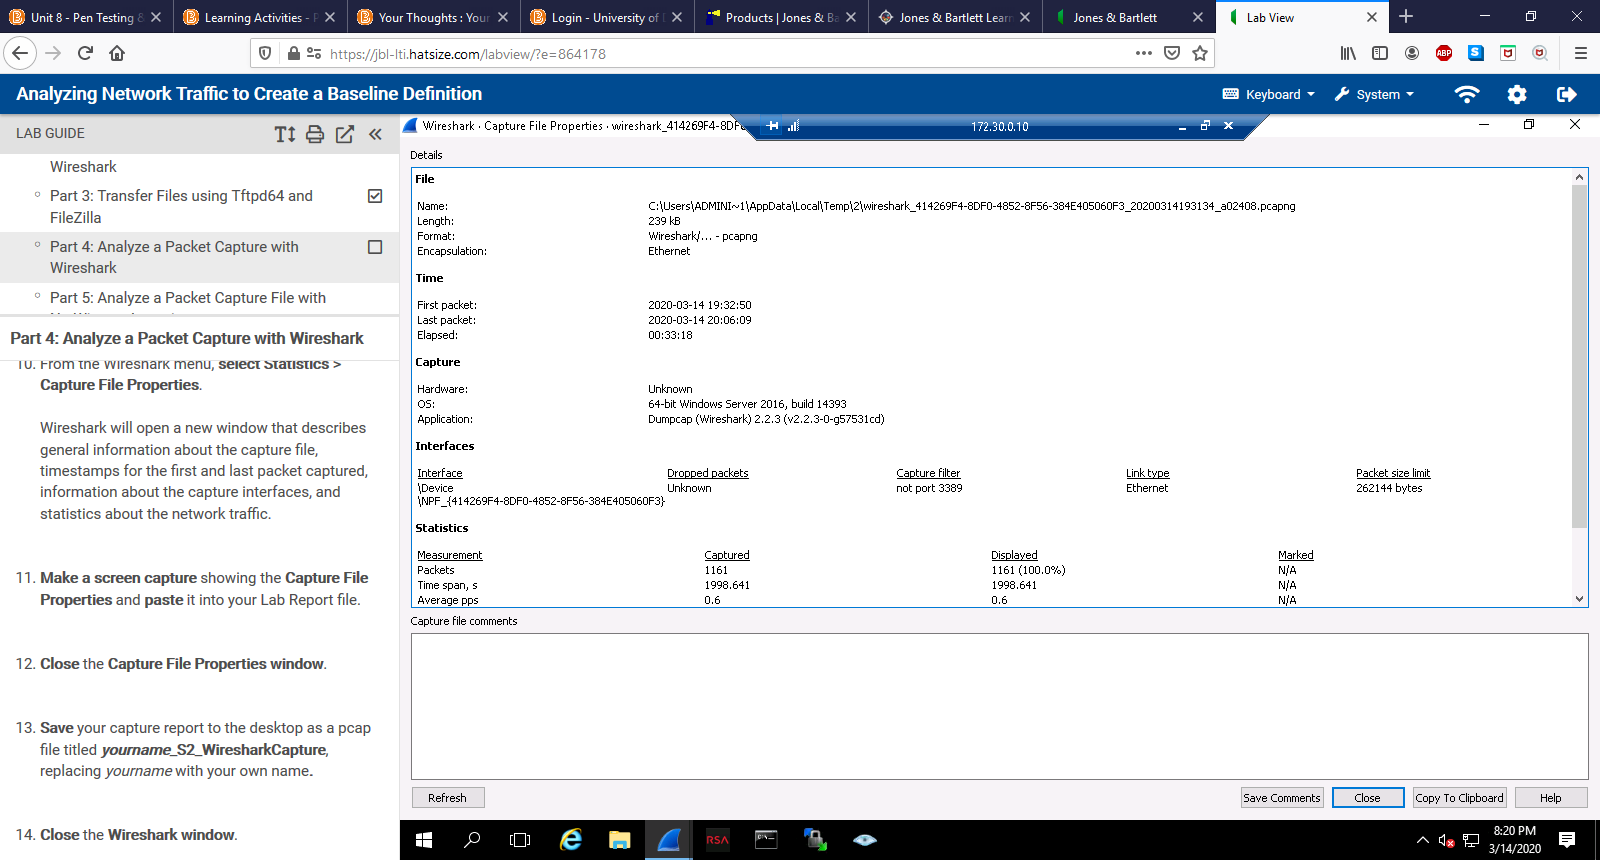 Unit 8 - Pen Testing &
Learning Activities - P
Your Thoughts : Your
Login - University of
Products | Jones & Ba
Jones & Bartlett Learn
Jones & Bartlett
Lab View
https://jbl-lti.hatsize.com/labview/?e=864178
ABP
S
Analyzing Network Traffic to Create a Baseline Definition
Keyboard
System
LAB GUIDE
Wireshark
Part 3: Transfer Files using Tftpd64 and
FileZilla
Part 4: Analyze a Packet Capture with
Wireshark
Part 5: Analyze a Packet Capture File with
Part 4: Analyze a Packet Capture with Wireshark
10. From the Wireshark menu, select Statistics >
Capture File Properties.
Wireshark will open a new window that describes
general information about the capture file,
timestamps for the first and last packet captured,
information about the capture interfaces, and
statistics about the network traffic.
11. Make a screen capture showing the Capture File
Properties and paste it into your Lab Report file.
12. Close the Capture File Properties window.
13. Save your capture report to the desktop as a pcap
file titled yourname_S2_WiresharkCapture,
replacing yourname with your own name.
14. Close the Wireshark window.
Wireshark · Capture File Properties · wireshark_414269F4-8DF0
172.30.0.10
Details
File
Name: C:\Users\ADMINI~1\AppData\Local\Temp\2\wireshark_414269F4-8DF0-4852-8F56-384E405060F3_20200314193134_a02408.pcapng
Length: 239 kB
Format: Wireshark/... - pcapng
Encapsulation: Ethernet
Time
First packet: 2020-03-14 19:32:50
Last packet: 2020-03-14 20:06:09
Elapsed: 00:33:18
Capture
Hardware: Unknown
OS: 64-bit Windows Server 2016, build 14393
Application: Dumpcap (Wireshark) 2.2.3 (v2.2.3-0-g57531cd)
Interfaces
Interface Dropped packets Capture filter Link type Packet size limit
\Device Unknown not port 3389 Ethernet 262144 bytes
\NPF_{414269F4-8DF0-4852-8F56-384E405060F3}
Statistics
Measurement Captured Displayed Marked
Packets 1161 1161 (100.0%) N/A
Time span, s 1998.641 1998.641 N/A
Average pps 0.6 0.6 N/A
Capture file comments
Refresh
Save Comments
Close
Copy To Clipboard
Help
RSA
8:20 PM
3/14/2020